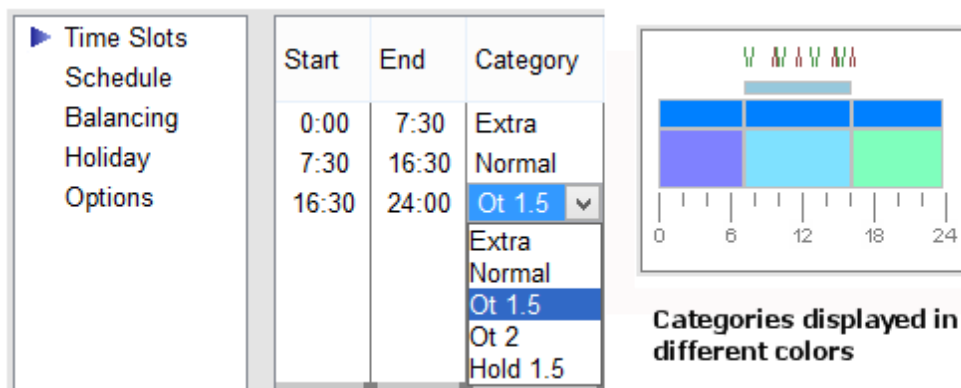 Time Slots
Schedule
Balancing
Holiday
Options
Start End Category
0:00 7:30 Extra
7:30 16:30 Normal
16:30 24:00 Ot 1.5
Extra
Normal
Ot 1.5
Ot 2
Hold 1.5
0 6 12 18 24
Categories displayed in
different colors